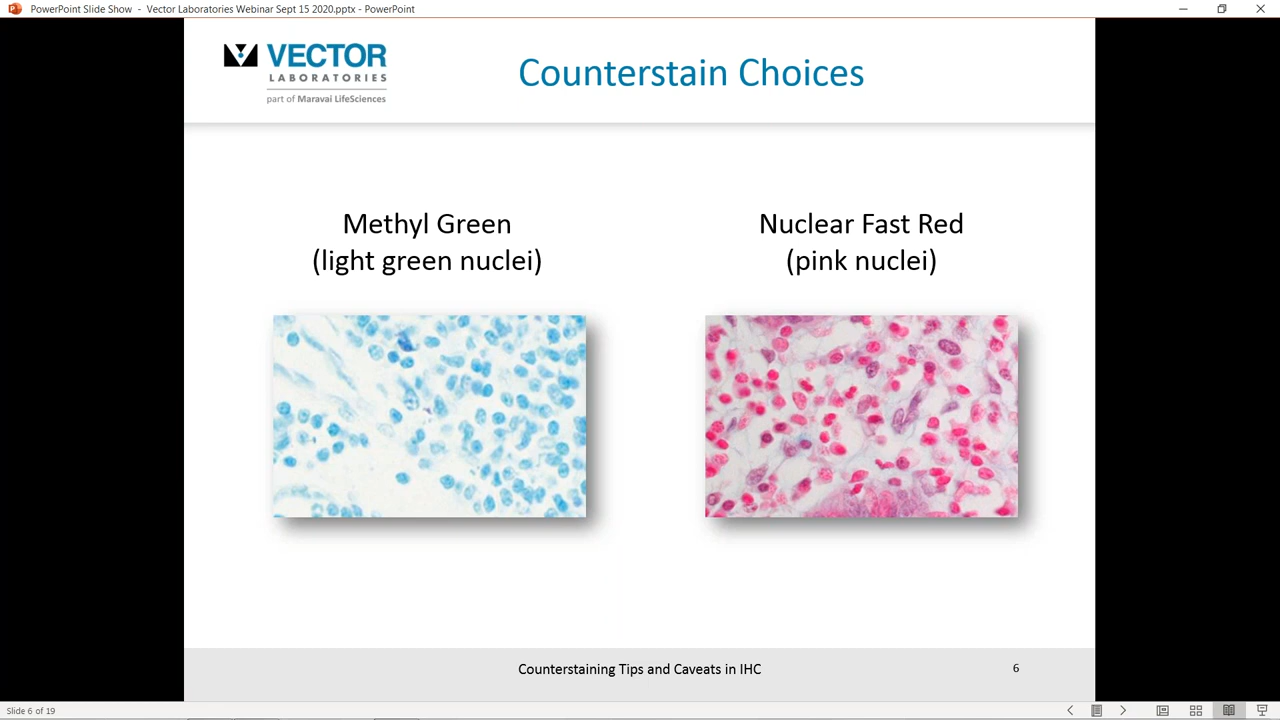 PowerPoint Slide Show - Vector Laboratories Webinar Sept 15 2020.pptx - PowerPoint
VECTOR
LABORATORIES
part of Maravai LifeSciences
Counterstain Choices
Methyl Green
(light green nuclei)
Nuclear Fast Red
(pink nuclei)
Counterstaining Tips and Caveats in IHC
6
Slide 6 of 19